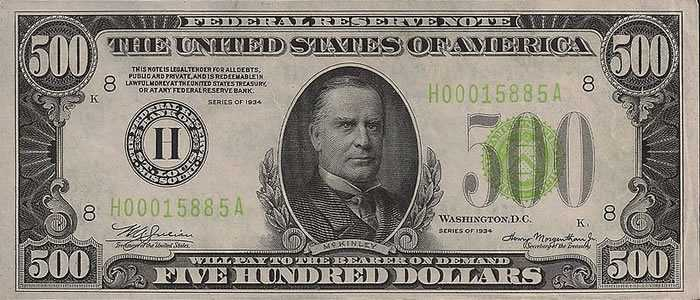 FEDERAL RESERVE NOTE
500 THE UNITED STATES OF AMERICA 500
THIS NOTE IS LEGAL TENDER FOR ALL DEBTS,
PUBLIC AND PRIVATE, AND IS REDEEMABLE IN
LAWFUL MONEY AT THE UNITED STATES TREASURY,
OR AT ANY FEDERAL RESERVE BANK.
8
K
SERIES OF 1934
8
H00015885A
FEDERAL RESERVE
BANK OF
H
ST. LOUIS
MISSOURI
500
8
H00015885A
WASHINGTON, D.C.
8
SERIES OF 1934
K
Treasurer of the United States.
McKINLEY
Henry Morgenthau Jr.
Secretary of the Treasury.
WILL PAY TO THE BEARER ON DEMAND
500 FIVE HUNDRED DOLLARS 500